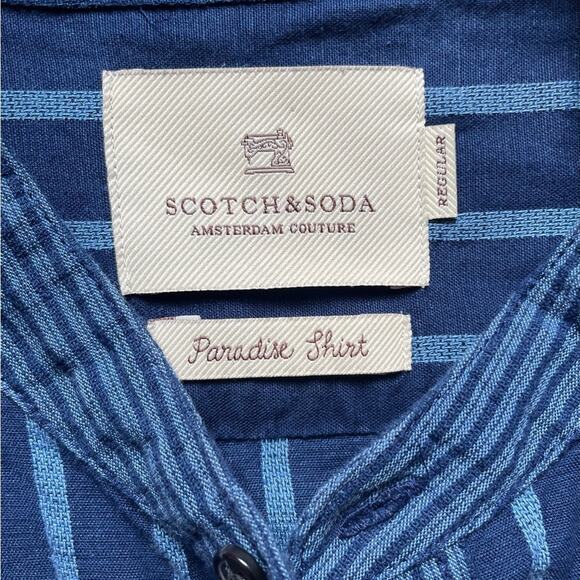 SCOTCH&SODA
AMSTERDAM COUTURE
REGULAR
Paradise Shirt